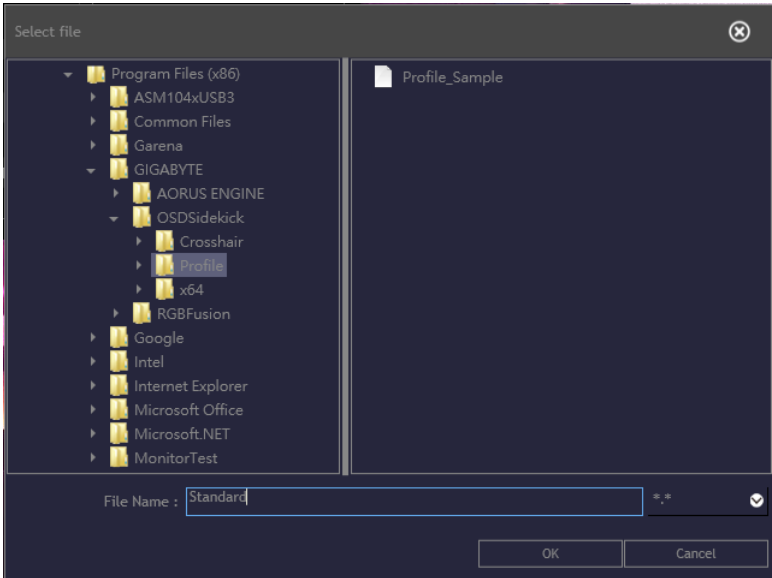 Select file
Program Files (x86)
ASM104xUSB3
Common Files
Garena
GIGABYTE
AORUS ENGINE
OSDSidekick
Crosshair
Profile
x64
RGBFusion
Google
Intel
Internet Explorer
Microsoft Office
Microsoft.NET
MonitorTest
Profile_Sample
File Name : Standard *.*
OK Cancel